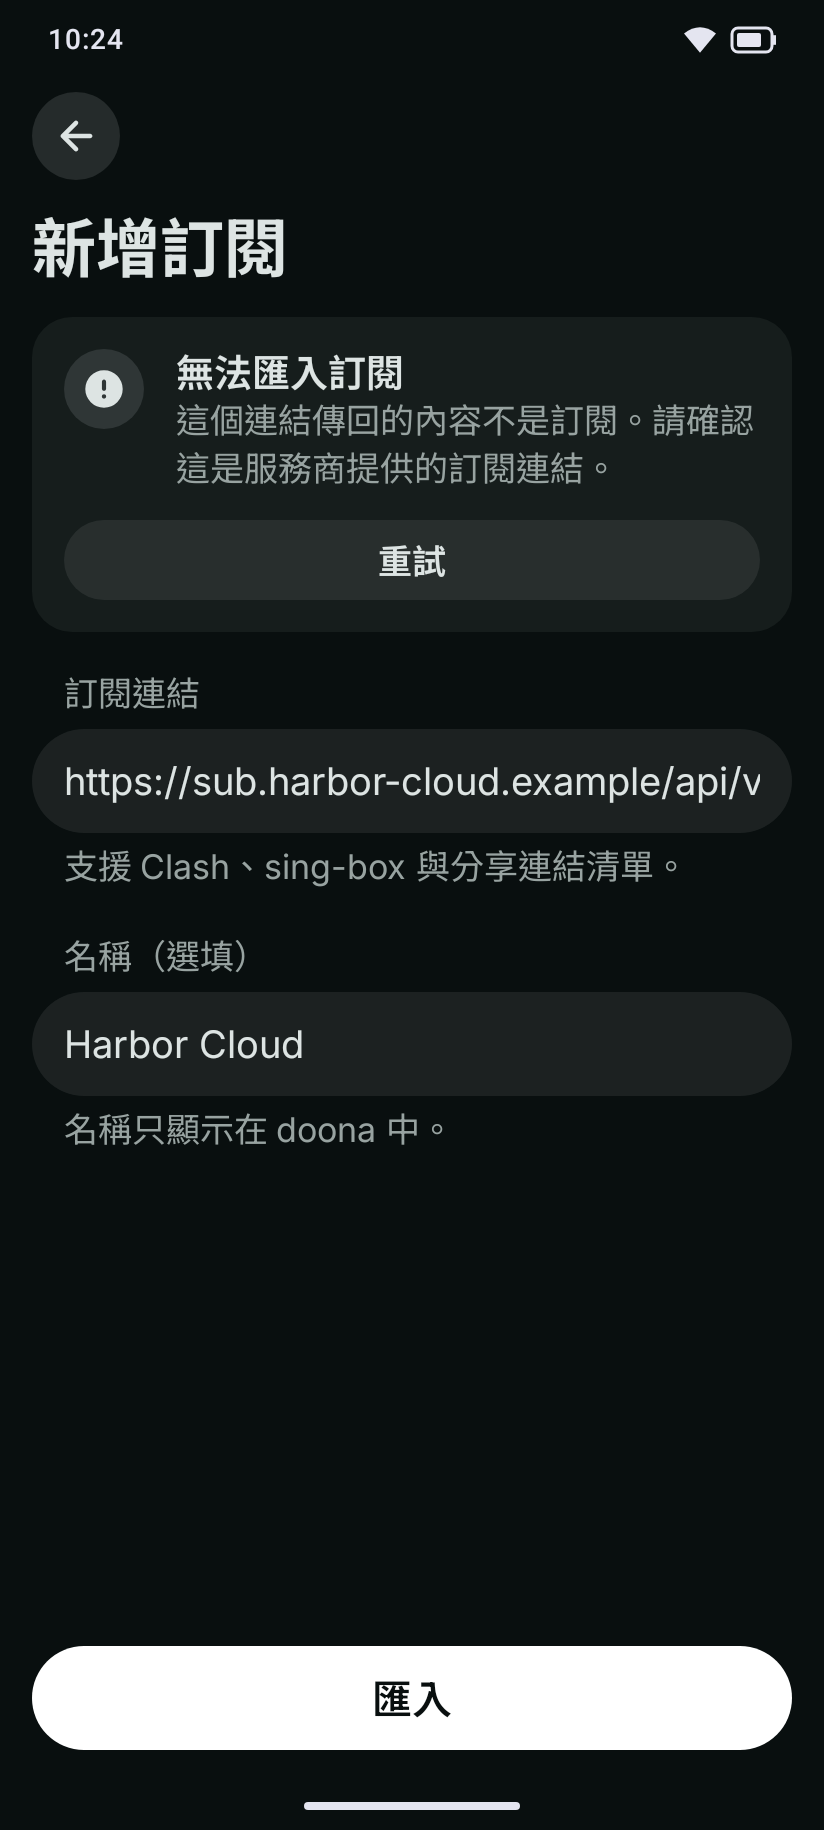 10:24
新增訂閱
無法匯入訂閱
這個連結傳回的內容不是訂閱。請確認
這是服務商提供的訂閱連結。
重試
訂閱連結
https://sub.harbor-cloud.example/api/v
支援 Clash、sing-box 與分享連結清單。
名稱（選填）
Harbor Cloud
名稱只顯示在 doona 中。
匯入